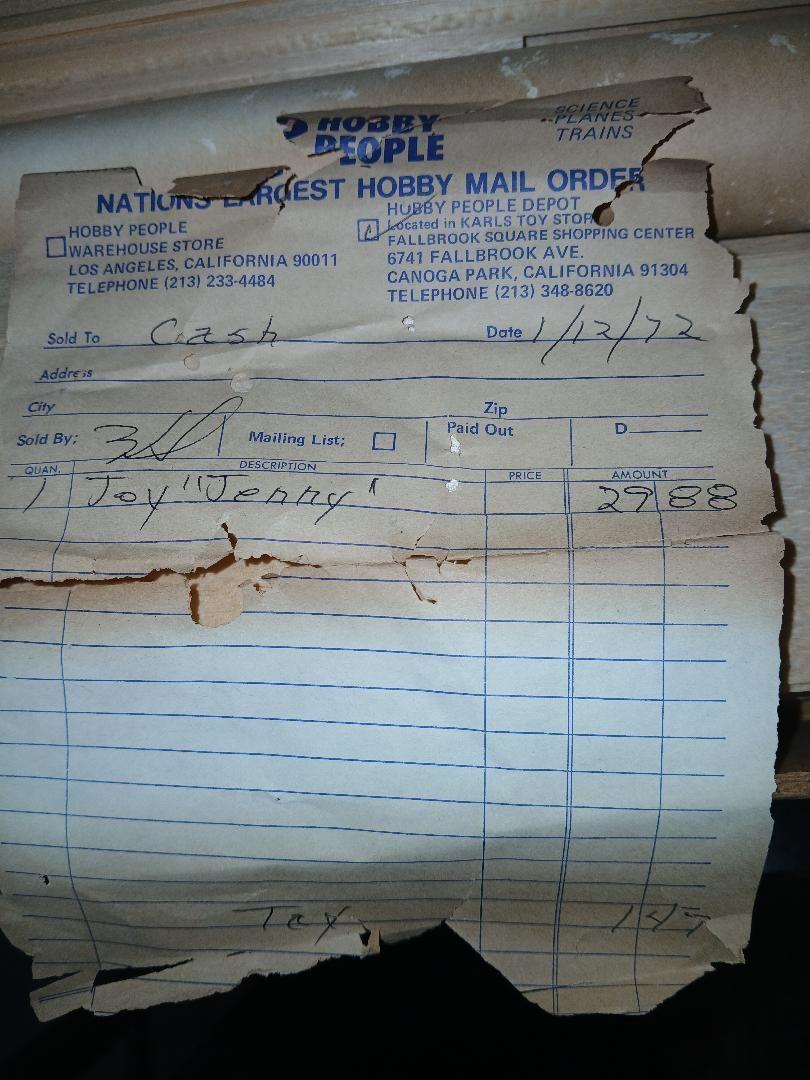 HOBBY
PEOPLE
SCIENCE
PLANES
TRAINS
NATIONS LARGEST HOBBY MAIL ORDER
HOBBY PEOPLE
WAREHOUSE STORE
LOS ANGELES, CALIFORNIA 90011
TELEPHONE (213) 233-4484
HOBBY PEOPLE DEPOT
Located in KARLS TOY STORE
FALLBROOK SQUARE SHOPPING CENTER
6741 FALLBROOK AVE.
CANOGA PARK, CALIFORNIA 91304
TELEPHONE (213) 348-8620
Sold To Cash Date 1/12/72
Address
City Zip
Sold By; Mailing List; Paid Out D
QUAN. DESCRIPTION PRICE AMOUNT
1 Joy "Jenny" 29 88
Tax